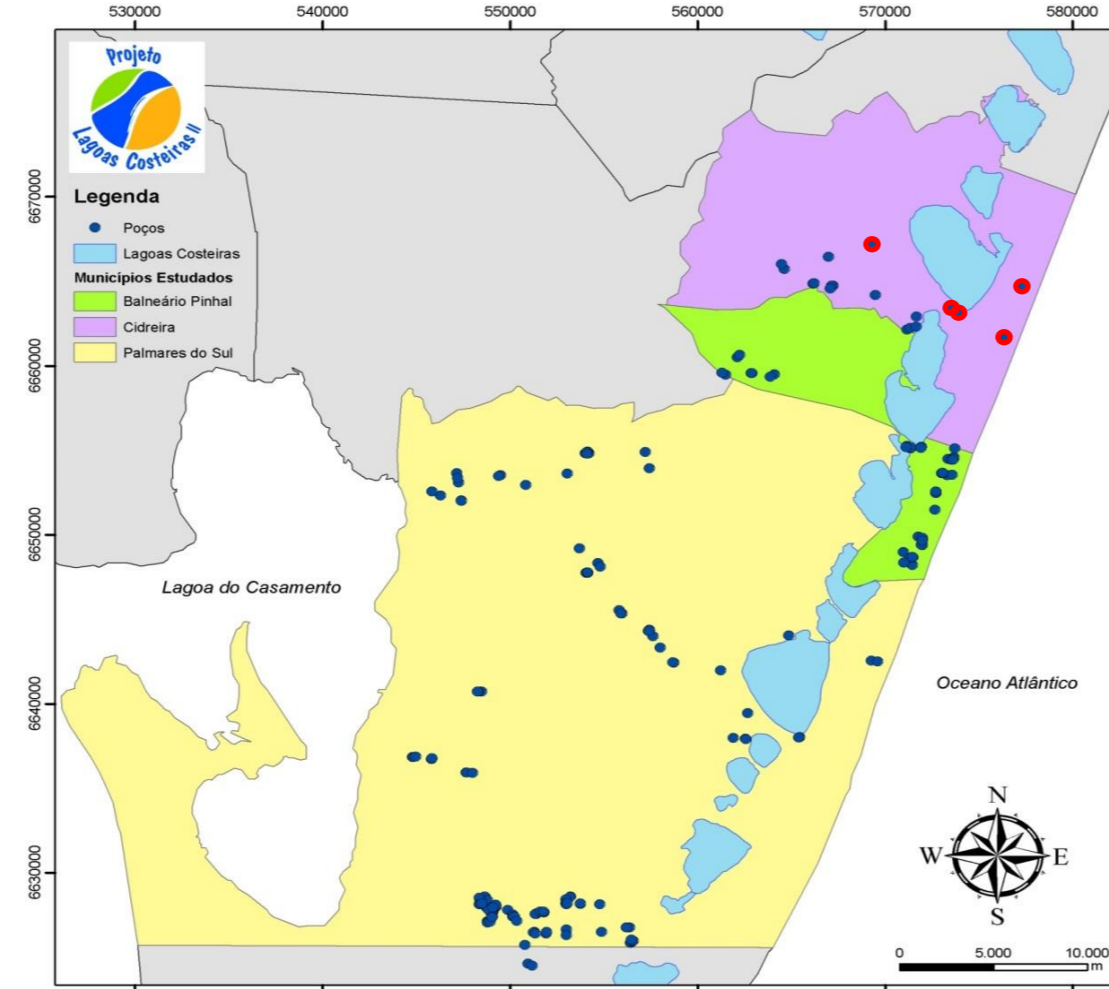 530000 540000 550000 560000 570000 580000
Projeto
Lagoas Costeiras II
Legenda
Poços
Lagoas Costeiras
Municípios Estudados
Balneário Pinhal
Cidreira
Palmares do Sul
6670000
6660000
6650000
6640000
6630000
Lagoa do Casamento
Oceano Atlântico
N
W E
S
0 5.000 10.000
m